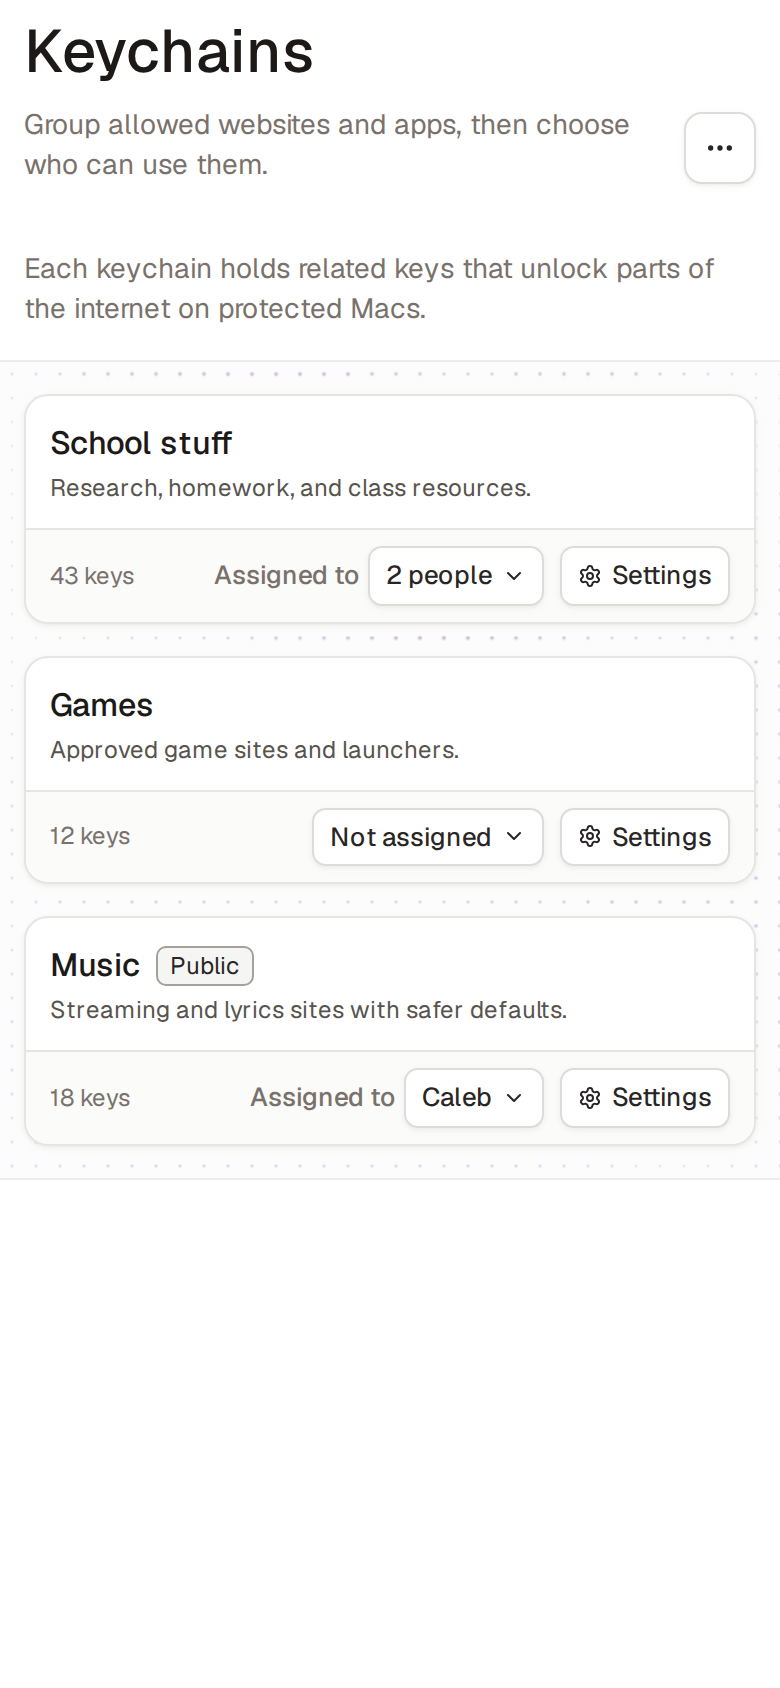 Keychains
Group allowed websites and apps, then choose
who can use them.
Each keychain holds related keys that unlock parts of
the internet on protected Macs.
School stuff
Research, homework, and class resources.
43 keys Assigned to 2 people Settings
Games
Approved game sites and launchers.
12 keys Not assigned Settings
Music Public
Streaming and lyrics sites with safer defaults.
18 keys Assigned to Caleb Settings